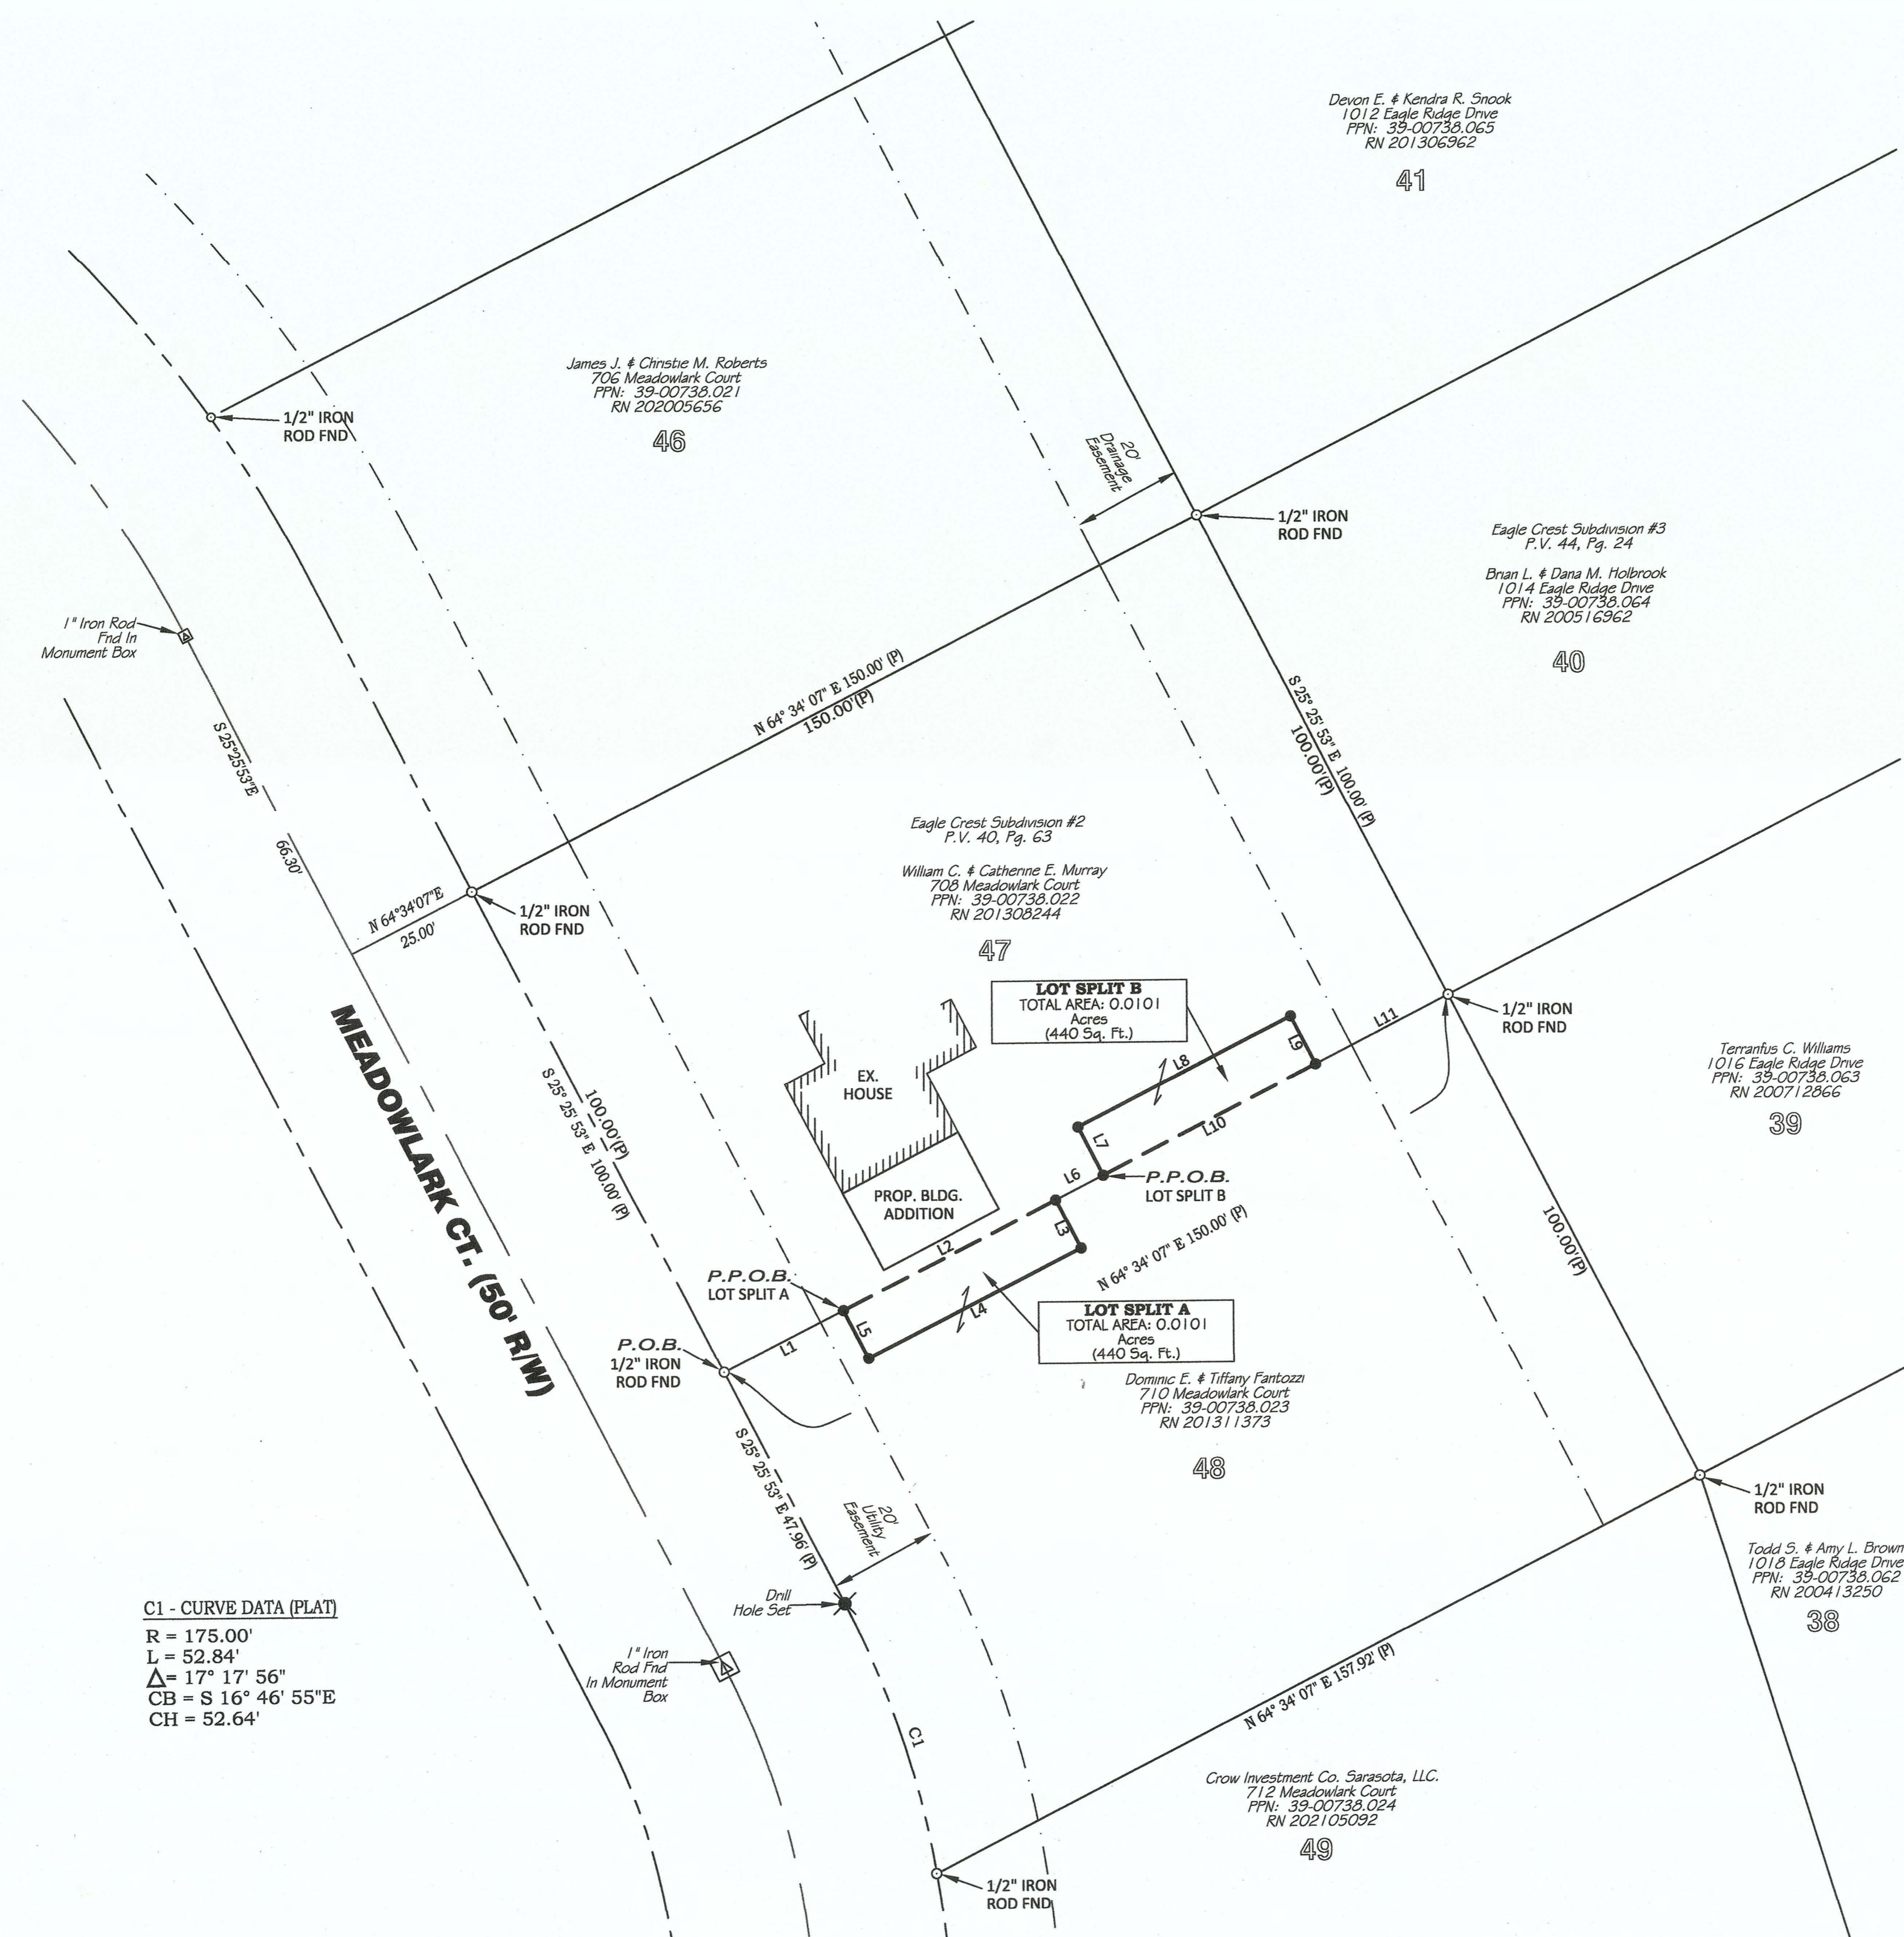 Devon E. & Kendra R. Snook
1012 Eagle Ridge Drive
PPN: 39-00738.065
RN 201306962
41
James J. & Christie M. Roberts
706 Meadowlark Court
PPN: 39-00738.021
RN 202005656
46
1/2" IRON
ROD FND
20'
Drainage
Easement
1/2" IRON
ROD FND
Eagle Crest Subdivision #3
P.V. 44, Pg. 24
Brian L. & Dana M. Holbrook
1014 Eagle Ridge Drive
PPN: 39-00738.064
RN 200516962
40
1" Iron Rod
Fnd In
Monument Box
S 25°25'53"E
66.30'
N 64° 34' 07" E 150.00' (P)
150.00'(P)
S 25° 25' 53" E 100.00' (P)
100.00'(P)
Eagle Crest Subdivision #2
P.V. 40, Pg. 63
William C. & Catherine E. Murray
708 Meadowlark Court
PPN: 39-00738.022
RN 201308244
47
N 64°34'07"E
25.00'
1/2" IRON
ROD FND
LOT SPLIT B
TOTAL AREA: 0.0101
Acres
(440 Sq. Ft.)
L11
1/2" IRON
ROD FND
L9
L8
L10
L7
L6
P.P.O.B.
LOT SPLIT B
Terranfus C. Williams
1016 Eagle Ridge Drive
PPN: 39-00738.063
RN 200712866
39
MEADOWLARK CT. (50' R/W)
100.00'(P)
S 25° 25' 53" E 100.00' (P)
EX.
HOUSE
PROP. BLDG.
ADDITION
L2
L3
N 64° 34' 07" E 150.00' (P)
100.00'(P)
P.P.O.B.
LOT SPLIT A
L5
L4
L1
LOT SPLIT A
TOTAL AREA: 0.0101
Acres
(440 Sq. Ft.)
P.O.B.
1/2" IRON
ROD FND
Dominic E. & Tiffany Fantozzi
710 Meadowlark Court
PPN: 39-00738.023
RN 201311373
48
S 25° 25' 53" E 47.96' (P)
20'
Utility
Easement
1/2" IRON
ROD FND
Todd S. & Amy L. Brown
1018 Eagle Ridge Drive
PPN: 39-00738.062
RN 200413250
38
Drill
Hole Set
1" Iron
Rod Fnd
In Monument
Box
C1 - CURVE DATA (PLAT)
R = 175.00'
L = 52.84'
Δ= 17° 17' 56"
CB = S 16° 46' 55"E
CH = 52.64'
C1
N 64° 34' 07" E 157.92' (P)
Crow Investment Co. Sarasota, LLC.
712 Meadowlark Court
PPN: 39-00738.024
RN 202105092
49
1/2" IRON
ROD FND